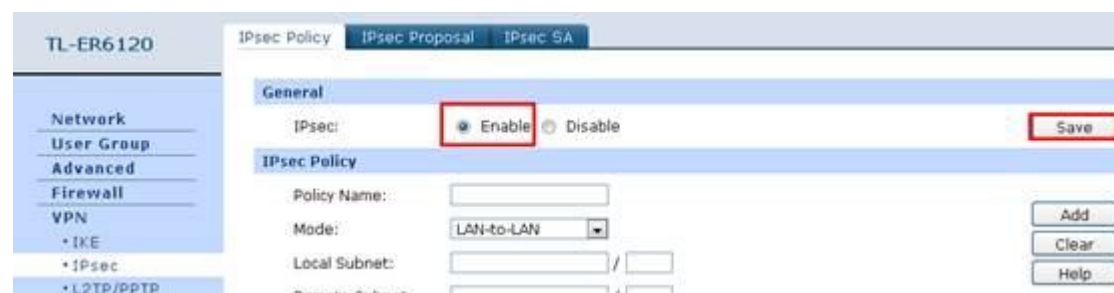 TL-ER6120
IPsec Policy IPsec Proposal IPsec SA
General
IPsec: Enable Disable Save
IPsec Policy
Policy Name:
Mode: LAN-to-LAN
Local Subnet: / /
Add
Clear
Help
Network
User Group
Advanced
Firewall
VPN
•IKE
•IPsec
•L2TP/PPTP